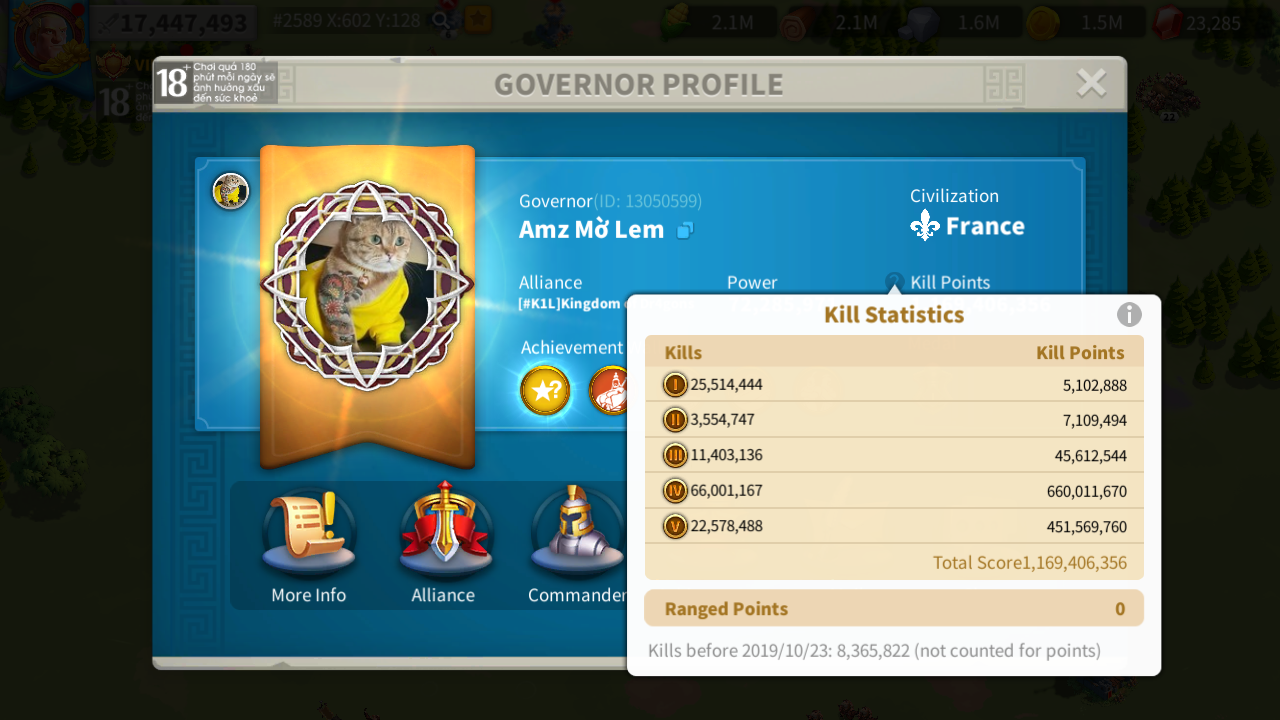 17,447,493
#2589 X:602 Y:128
2.1M
2.1M
1.6M
1.5M
23,285
18+
Chơi quá 180
phút mỗi ngày sẽ
ảnh hưởng xấu
đến sức khoẻ
GOVERNOR PROFILE
22
Governor(ID: 13050599)
Amz Mờ Lem
Civilization
France
Alliance
[#K1L]Kingdom
Power
?
Kill Points
Achievement
?
Kill Statistics
i
Kills
Kill Points
I 25,514,444
5,102,888
II 3,554,747
7,109,494
III 11,403,136
45,612,544
IV 66,001,167
660,011,670
V 22,578,488
451,569,760
Total Score1,169,406,356
Ranged Points
0
Kills before 2019/10/23: 8,365,822 (not counted for points)
More Info
Alliance
Commander